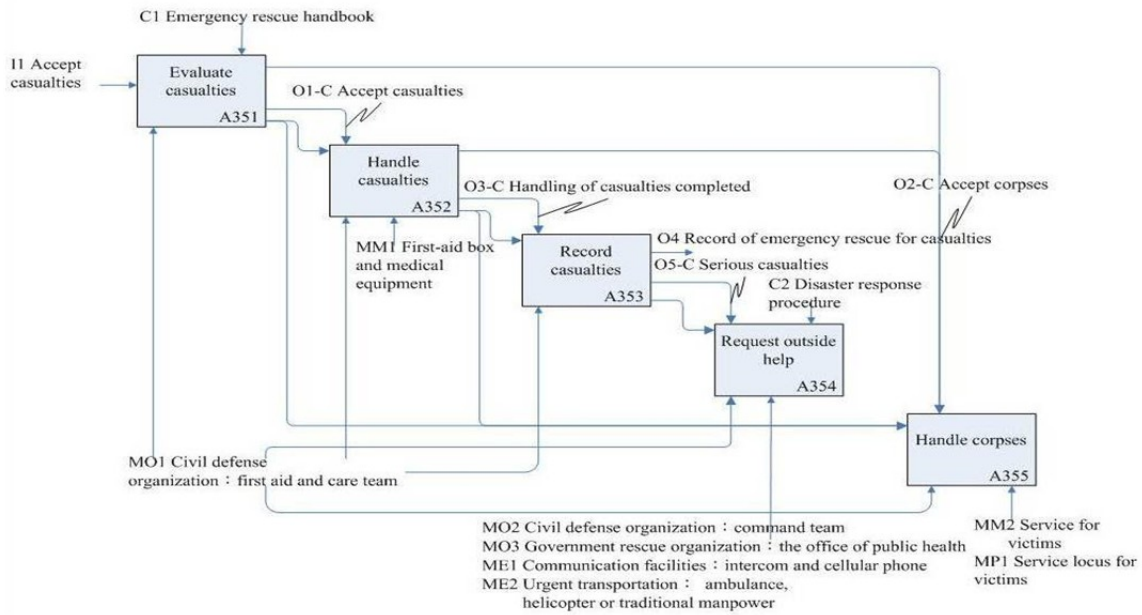 C1 Emergency rescue handbook
I1 Accept
casualties
Evaluate
casualties
A351
O1-C Accept casualties
Handle
casualties
A352
O3-C Handling of casualties completed
O2-C Accept corpses
MM1 First-aid box
and medical
equipment
Record
casualties
A353
O4 Record of emergency rescue for casualties
O5-C Serious casualties
C2 Disaster response
procedure
Request outside
help
A354
Handle corpses
A355
MO1 Civil defense
organization：first aid and care team
MO2 Civil defense organization：command team
MO3 Government rescue organization：the office of public health
ME1 Communication facilities：intercom and cellular phone
ME2 Urgent transportation： ambulance,
helicopter or traditional manpower
MM2 Service for
victims
MP1 Service locus for
victims